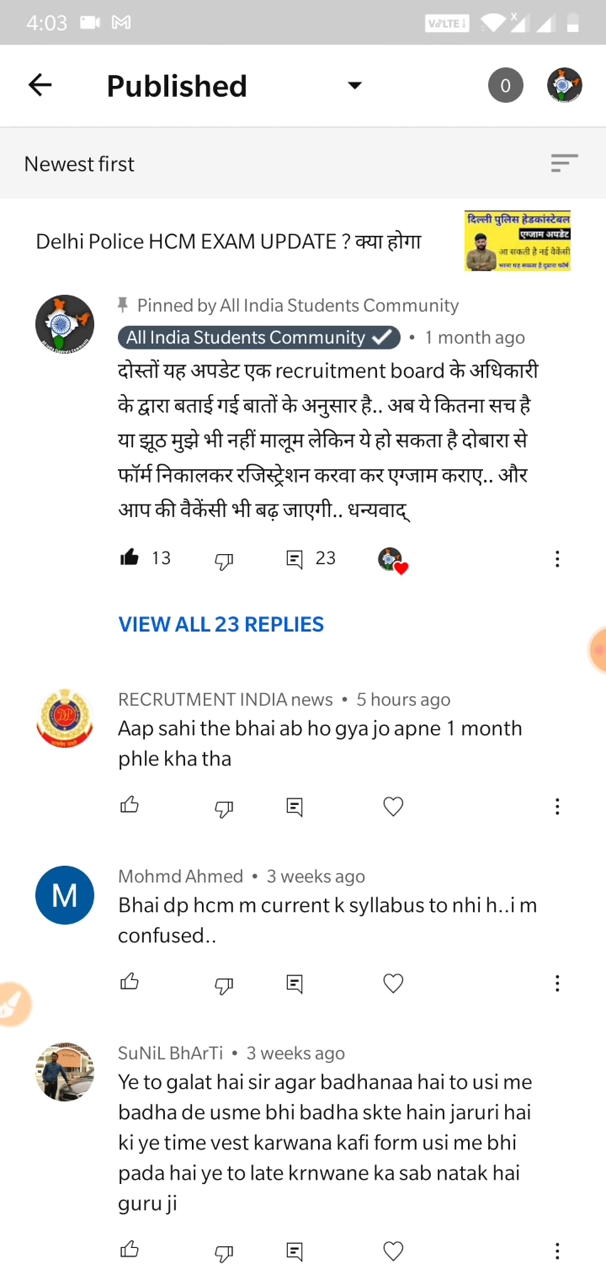 4:03
VoLTE
Published
0
Newest first
Delhi Police HCM EXAM UPDATE ? क्या होगा
दिल्ली पुलिस हेडकांस्टेबल
एग्जाम अपडेट
आ सकती है नई वैकेंसी
भरना पड़ सकता है दुबारा फॉर्म
Pinned by All India Students Community
All India Students Community • 1 month ago
दोस्तों यह अपडेट एक recruitment board के अधिकारी
के द्वारा बताई गई बातों के अनुसार है.. अब ये कितना सच है
या झूठ मुझे भी नहीं मालूम लेकिन ये हो सकता है दोबारा से
फॉर्म निकालकर रजिस्ट्रेशन करवा कर एग्जाम कराए.. और
आप की वैकेंसी भी बढ़ जाएगी.. धन्यवाद्
13 23
VIEW ALL 23 REPLIES
RECRUTMENT INDIA news • 5 hours ago
Aap sahi the bhai ab ho gya jo apne 1 month
phle kha tha
M
Mohmd Ahmed • 3 weeks ago
Bhai dp hcm m current k syllabus to nhi h..i m
confused..
SuNiL BhArTi • 3 weeks ago
Ye to galat hai sir agar badhanaa hai to usi me
badha de usme bhi badha skte hain jaruri hai
ki ye time vest karwana kafi form usi me bhi
pada hai ye to late krnwane ka sab natak hai
guru ji